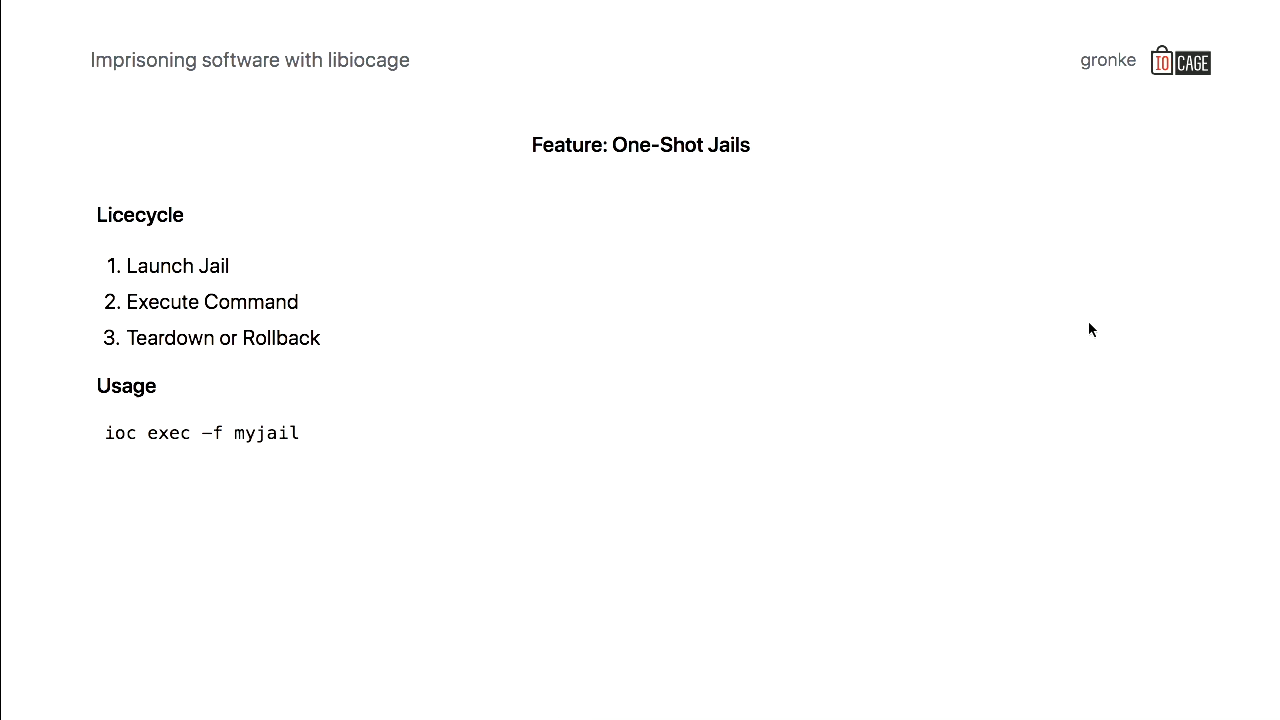 Imprisoning software with libiocage
gronke IO CAGE
Feature: One-Shot Jails
Licecycle
1. Launch Jail
2. Execute Command
3. Teardown or Rollback
Usage
ioc exec –f myjail